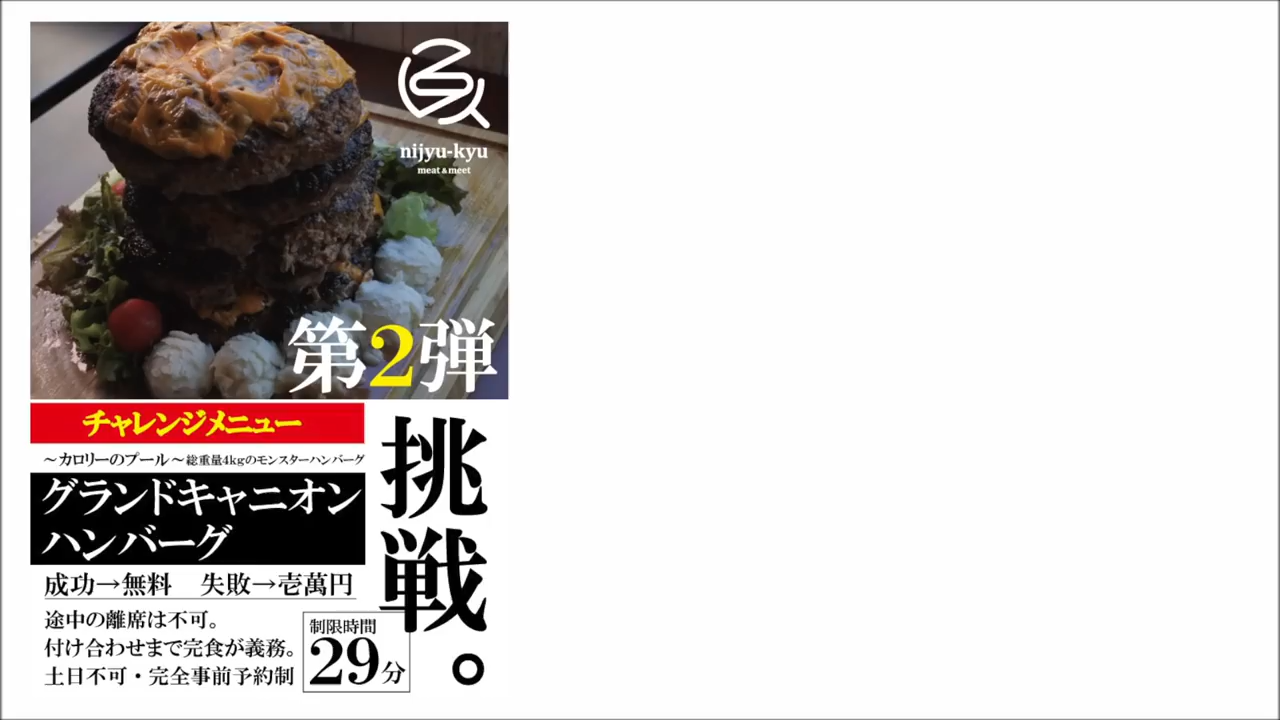 nijyu-kyu
meat&meet
第2弾
チャレンジメニュー
～カロリーのプール～総重量4kgのモンスターハンバーグ
グランドキャニオン
ハンバーグ
成功→無料 失敗→壱萬円
途中の離席は不可。
付け合わせまで完食が義務。
土日不可・完全事前予約制
制限時間
29分
挑戦。